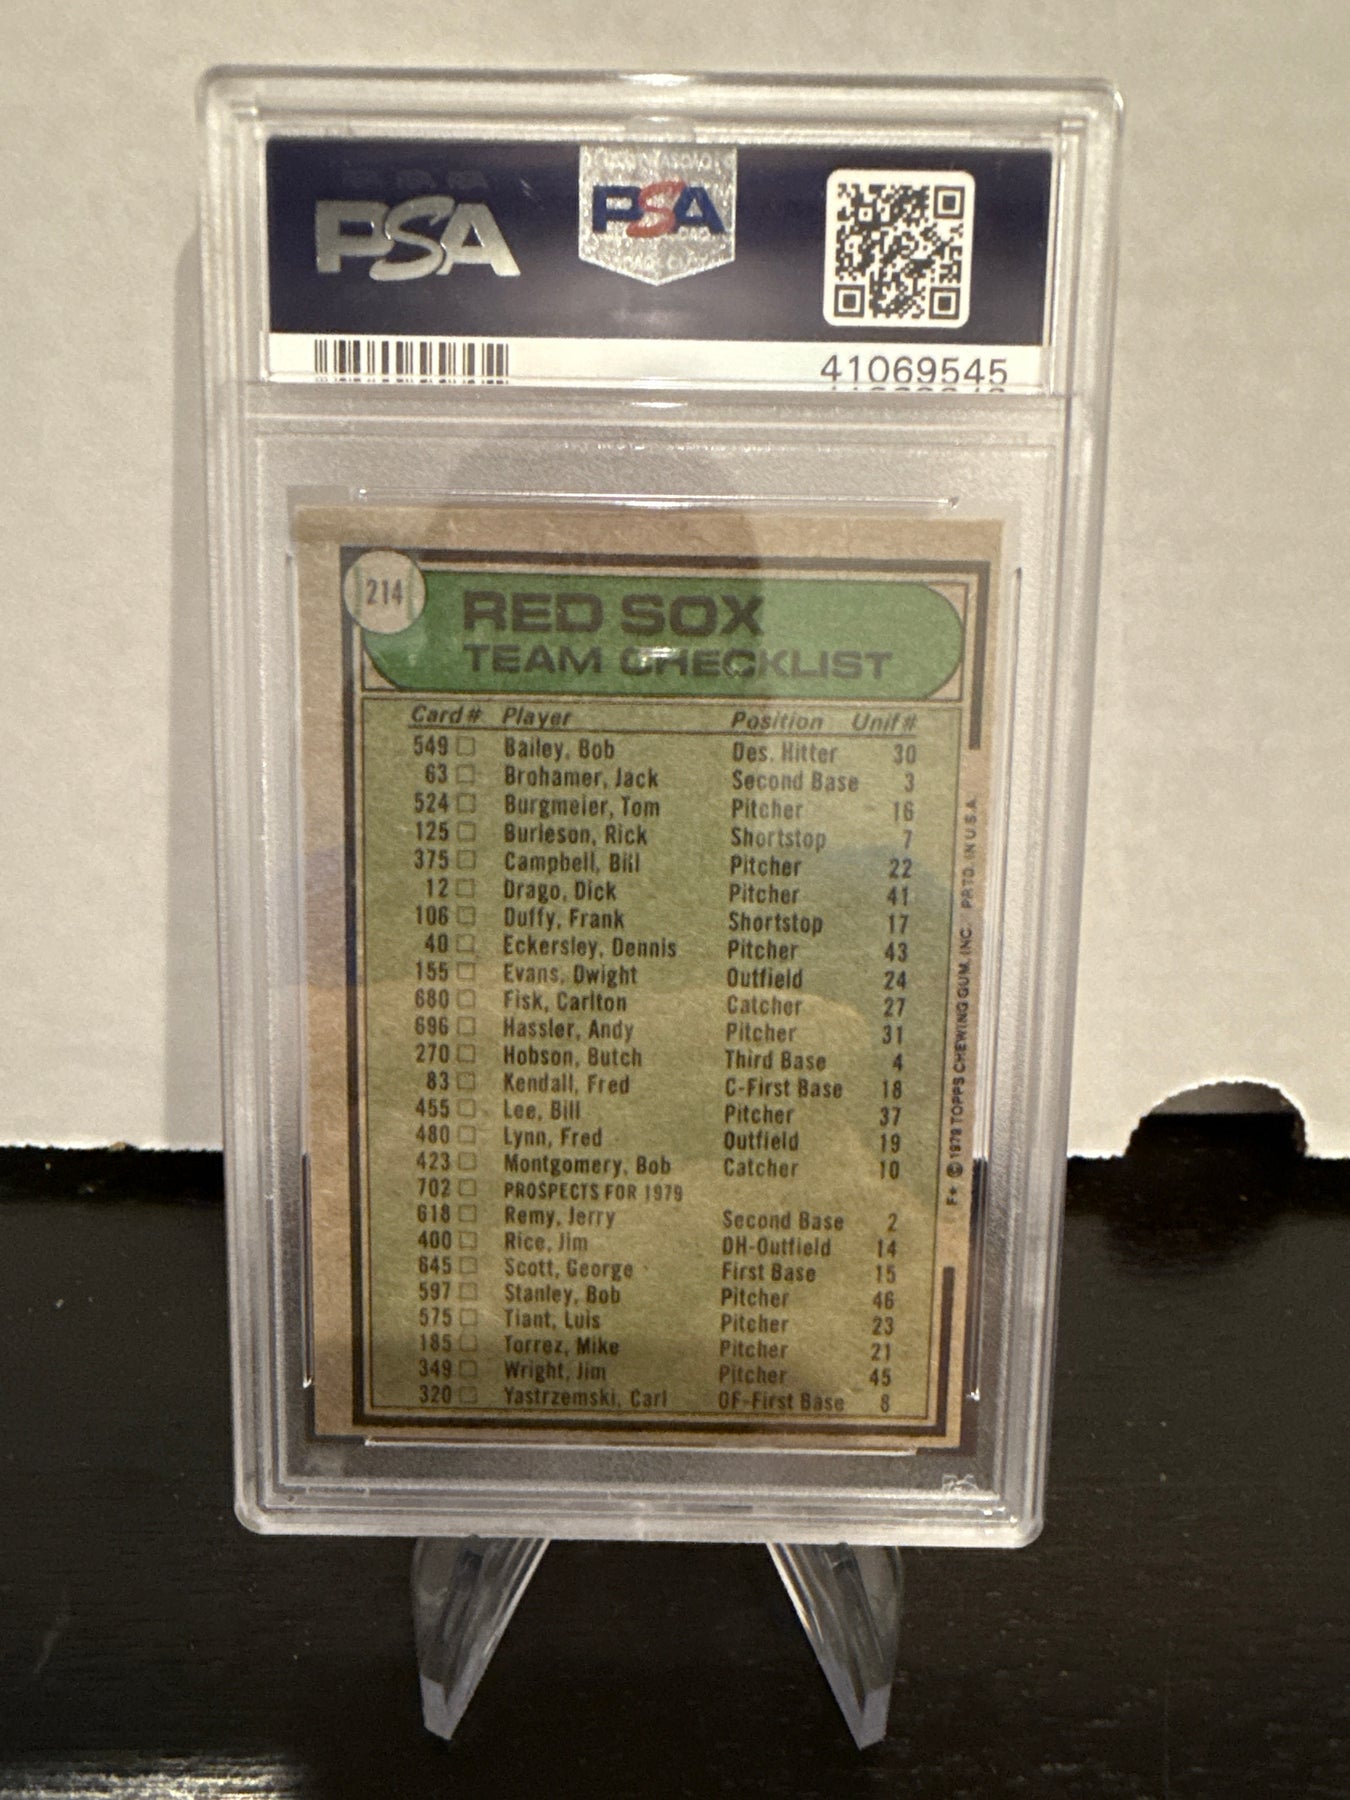 PSA
PSA
41069545
214
RED SOX
TEAM CHECKLIST
Card# Player Position Unif#
549 Bailey, Bob Des. Hitter 30
63 Brohamer, Jack Second Base 3
524 Burgmeier, Tom Pitcher 16
125 Burleson, Rick Shortstop 7
375 Campbell, Bill Pitcher 22
12 Drago, Dick Pitcher 41
106 Duffy, Frank Shortstop 17
40 Eckersley, Dennis Pitcher 43
155 Evans, Dwight Outfield 24
680 Fisk, Carlton Catcher 27
696 Hassler, Andy Pitcher 31
270 Hobson, Butch Third Base 4
83 Kendall, Fred C-First Base 18
455 Lee, Bill Pitcher 37
480 Lynn, Fred Outfield 19
423 Montgomery, Bob Catcher 10
702 PROSPECTS FOR 1979
618 Remy, Jerry Second Base 2
400 Rice, Jim DH-Outfield 14
645 Scott, George First Base 15
597 Stanley, Bob Pitcher 46
575 Tiant, Luis Pitcher 23
185 Torrez, Mike Pitcher 21
349 Wright, Jim Pitcher 45
320 Yastrzemski, Carl OF-First Base 8
F* © 1979 TOPPS CHEWING GUM, INC. PRTD. IN U.S.A.